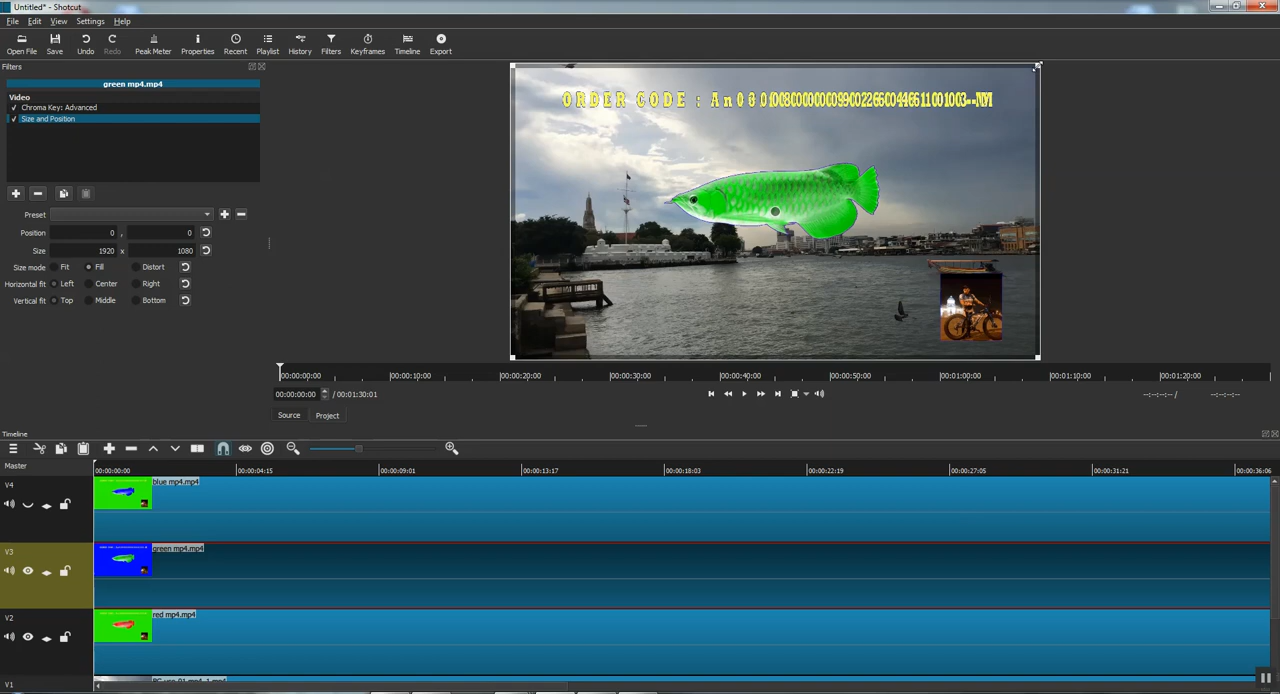 Untitled* - Shotcut
File Edit View Settings Help
Open File Save Undo Redo Peak Meter Properties Recent Playlist History Filters Keyframes Timeline Export
Filters
green mp4.mp4
Video
✓ Chroma Key: Advanced
✓ Size and Position
Preset
Position 0 , 0
Size 1920 x 1080
Size mode Fit Fill Distort
Horizontal fit Left Center Right
Vertical fit Top Middle Bottom
ORDER CODE :
00:00:00:00 00:00:10:00 00:00:20:00 00:00:30:00 00:00:40:00 00:00:50:00 00:01:00:00 00:01:10:00 00:01:20:00
00:00:00:00 / 00:01:30:01 --:--:--:-- / --:--:--:--
Source Project
Timeline
Master
00:00:00:00 00:00:04:15 00:00:09:01 00:00:13:17 00:00:18:03 00:00:22:19 00:00:27:05 00:00:31:21 00:00:36:06
V4 blue mp4.mp4
V3 green mp4.mp4
V2 red mp4.mp4
V1